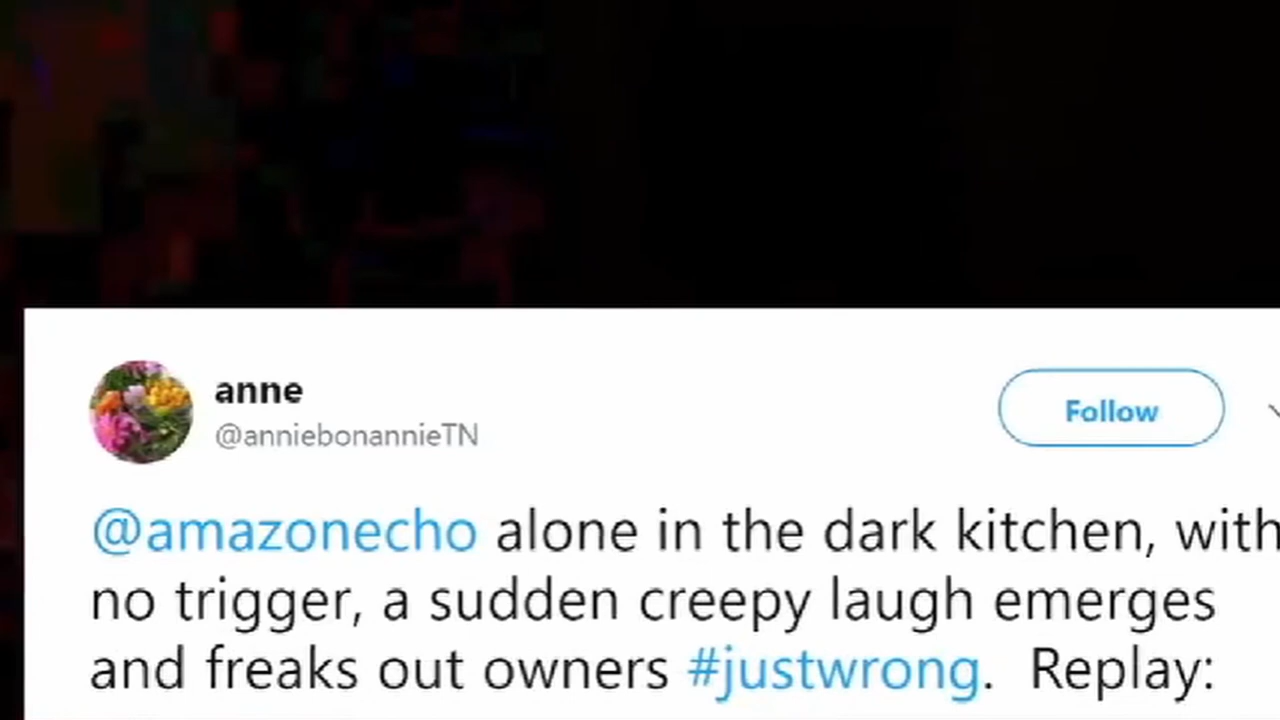 anne
@anniebonannieTN
Follow
@amazonecho alone in the dark kitchen, with
no trigger, a sudden creepy laugh emerges
and freaks out owners #justwrong.  Replay: